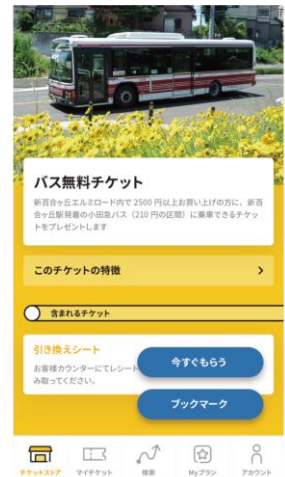 バス無料チケット
新百合ヶ丘エルミロード内で 2500 円以上お買い上げの方に、新百
合ヶ丘駅発着の小田急バス（210 円の区間）に乗車できるチケッ
トをプレゼントします
このチケットの特徴
含まれるチケット
引き換えシート
お客様カウンターにてレシート
み取ってください。
今すぐもらう
ブックマーク
チケットストア マイチケット 検索 Myプラン アカウント